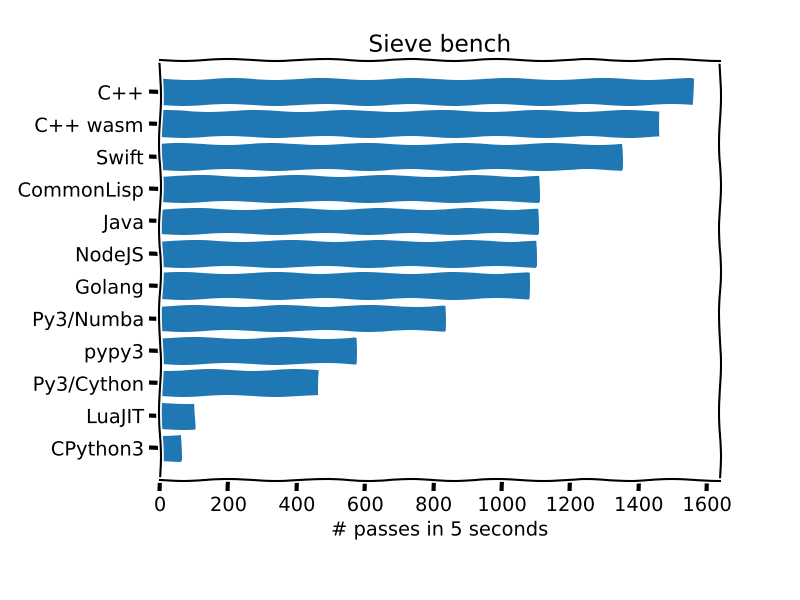 Sieve bench
C++
C++ wasm
Swift
CommonLisp
Java
NodeJS
Golang
Py3/Numba
pypy3
Py3/Cython
LuaJIT
CPython3
0 200 400 600 800 1000 1200 1400 1600
# passes in 5 seconds